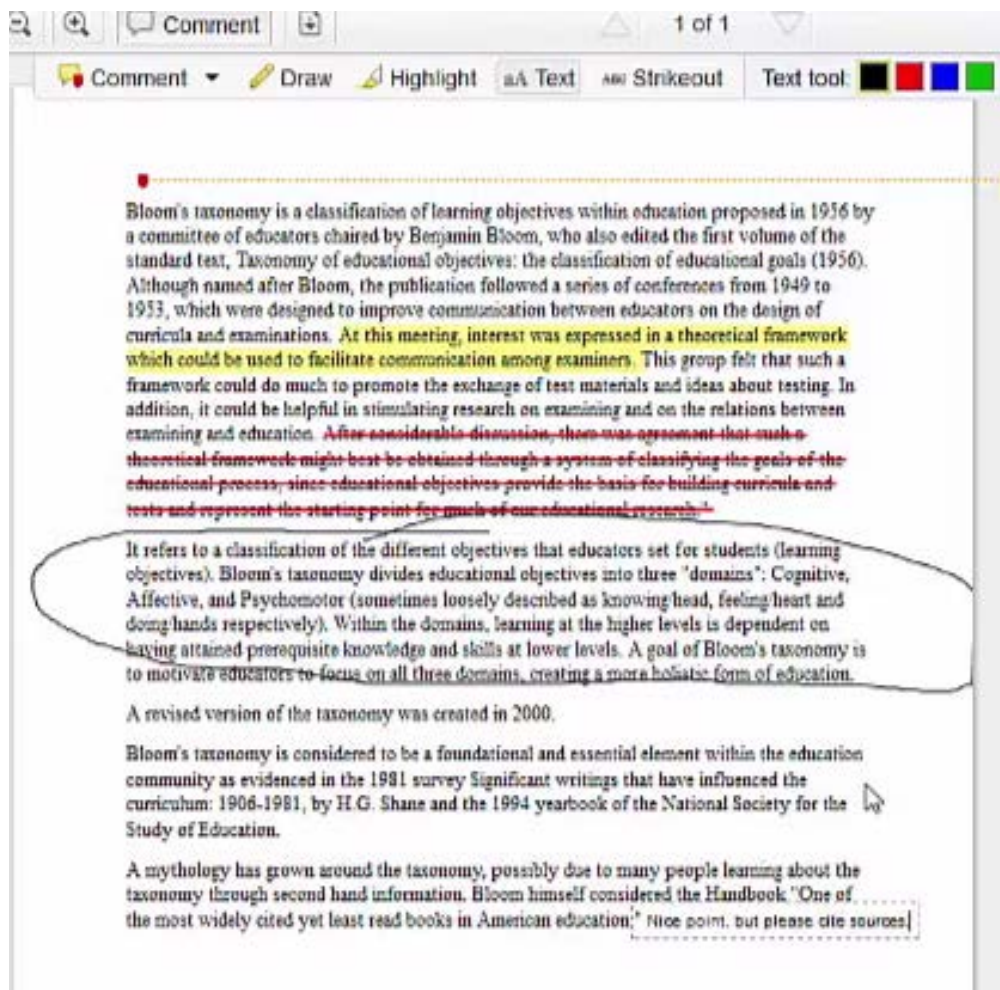 Comment 1 of 1
Comment Draw Highlight aA Text ABC Strikeout Text tool:
Bloom's taxonomy is a classification of learning objectives within education proposed in 1956 by
a committee of educators chaired by Benjamin Bloom, who also edited the first volume of the
standard text, Taxonomy of educational objectives: the classification of educational goals (1956).
Although named after Bloom, the publication followed a series of conferences from 1949 to
1953, which were designed to improve communication between educators on the design of
curricula and examinations. At this meeting, interest was expressed in a theoretical framework
which could be used to facilitate communication among examiners. This group felt that such a
framework could do much to promote the exchange of test materials and ideas about testing. In
addition, it could be helpful in stimulating research on examining and on the relations between
examining and education. After considerable discussion, there was agreement that such a
theoretical framework might best be obtained through a system of classifying the goals of the
educational process, since educational objectives provide the basis for building curricula and
tests and represent the starting point for much of our educational research."
It refers to a classification of the different objectives that educators set for students (learning
objectives). Bloom's taxonomy divides educational objectives into three "domains": Cognitive,
Affective, and Psychomotor (sometimes loosely described as knowing/head, feeling/heart and
doing/hands respectively). Within the domains, learning at the higher levels is dependent on
having attained prerequisite knowledge and skills at lower levels. A goal of Bloom's taxonomy is
to motivate educators to focus on all three domains, creating a more holistic form of education.
A revised version of the taxonomy was created in 2000.
Bloom's taxonomy is considered to be a foundational and essential element within the education
community as evidenced in the 1981 survey Significant writings that have influenced the
curriculum: 1906-1981, by H.G. Shane and the 1994 yearbook of the National Society for the
Study of Education.
A mythology has grown around the taxonomy, possibly due to many people learning about the
taxonomy through second hand information. Bloom himself considered the Handbook "One of
the most widely cited yet least read books in American education" Nice point, but please cite sources.